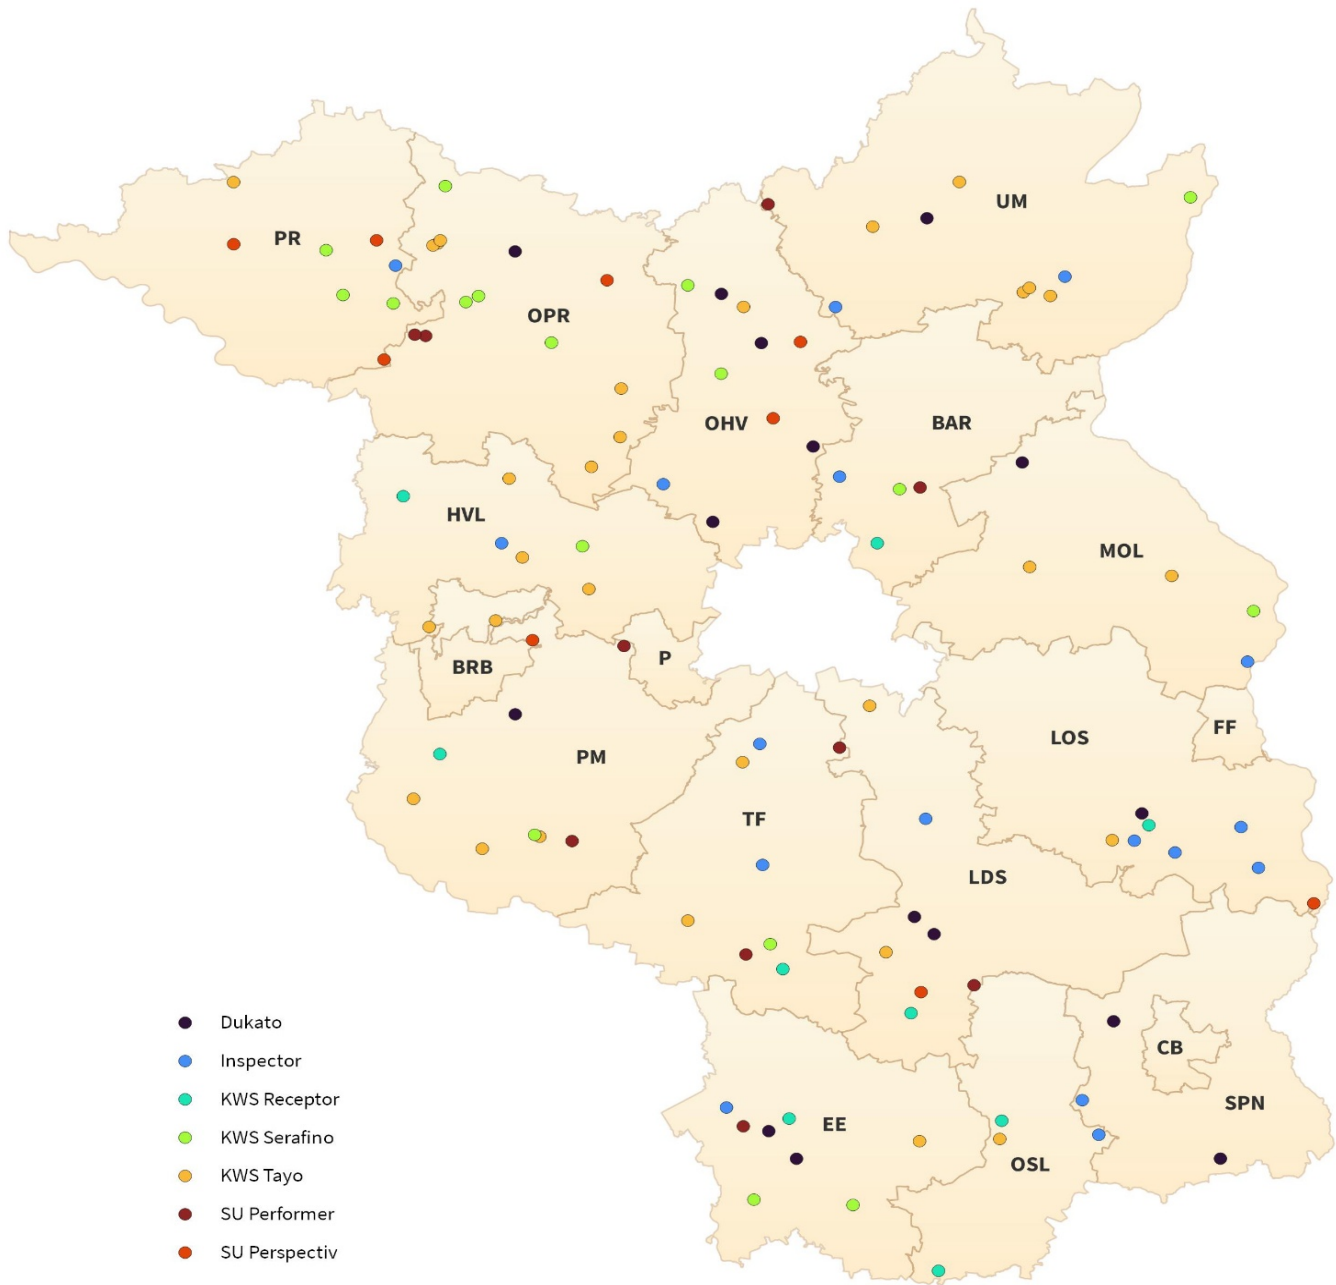 UM
PR
OPR
OHV
BAR
HVL
MOL
P
BRB
FF
LOS
PM
TF
LDS
Dukato
CB
Inspector
KWS Receptor
SPN
EE
KWS Serafino
OSL
KWS Tayo
SU Performer
SU Perspectiv